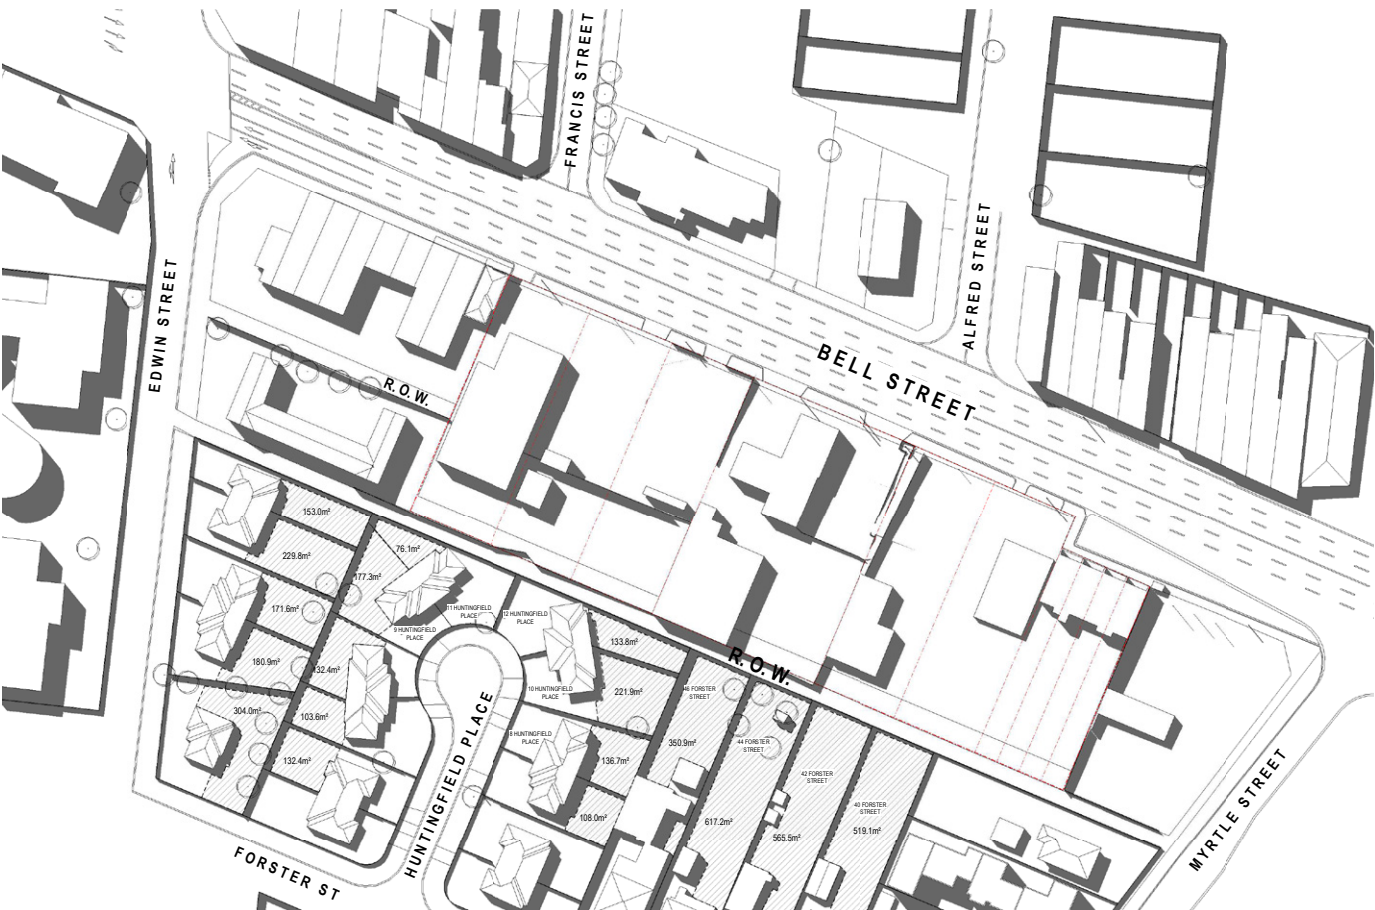 FRANCIS STREET
ALFRED STREET
EDWIN STREET
BELL STREET
R.O.W.
153.0m²
229.8m²
76.1m²
177.3m²
171.6m²
11 HUNTINGFIELD
PLACE
12 HUNTINGFIELD
PLACE
9 HUNTINGFIELD
PLACE
133.8m²
R.O.W.
180.9m²
132.4m²
10 HUNTINGFIELD
PLACE
221.9m²
46 FORSTER
STREET
304.0m²
103.6m²
8 HUNTINGFIELD
PLACE
350.9m²
44 FORSTER
STREET
132.4m²
136.7m²
42 FORSTER
STREET
HUNTINGFIELD PLACE
108.0m²
617.2m²
565.5m²
40 FORSTER
STREET
519.1m²
MYRTLE STREET
FORSTER ST